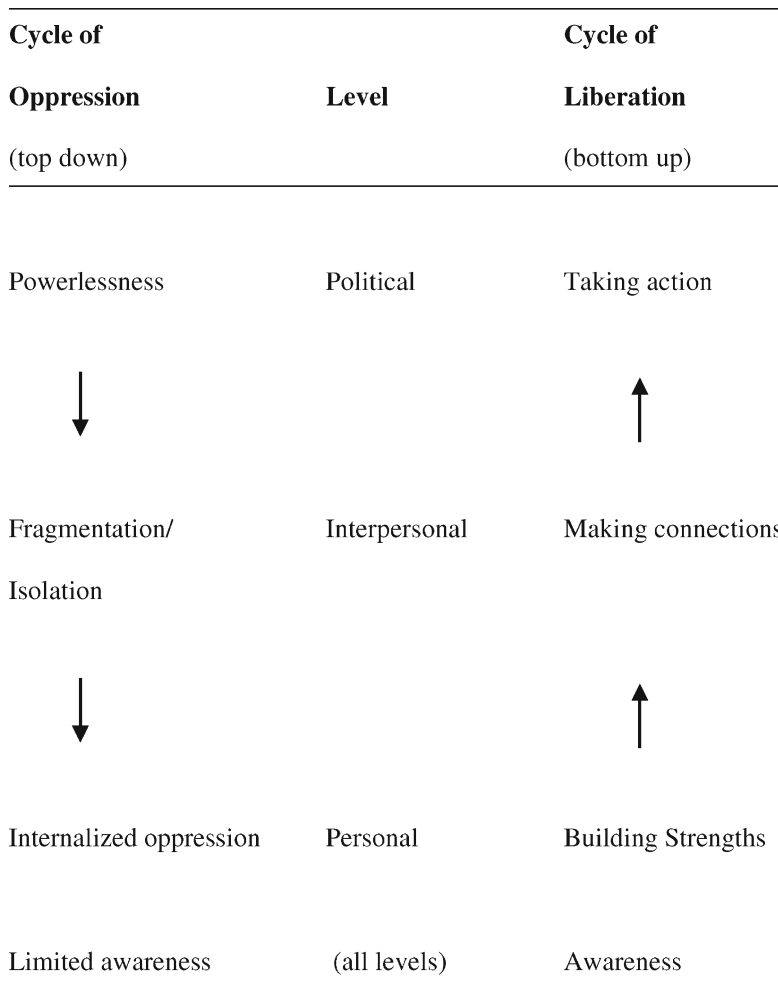 Cycle of Cycle of
Oppression Level Liberation
(top down) (bottom up)
Powerlessness Political Taking action
Fragmentation/ Interpersonal Making connections
Isolation
Internalized oppression Personal Building Strengths
Limited awareness (all levels) Awareness